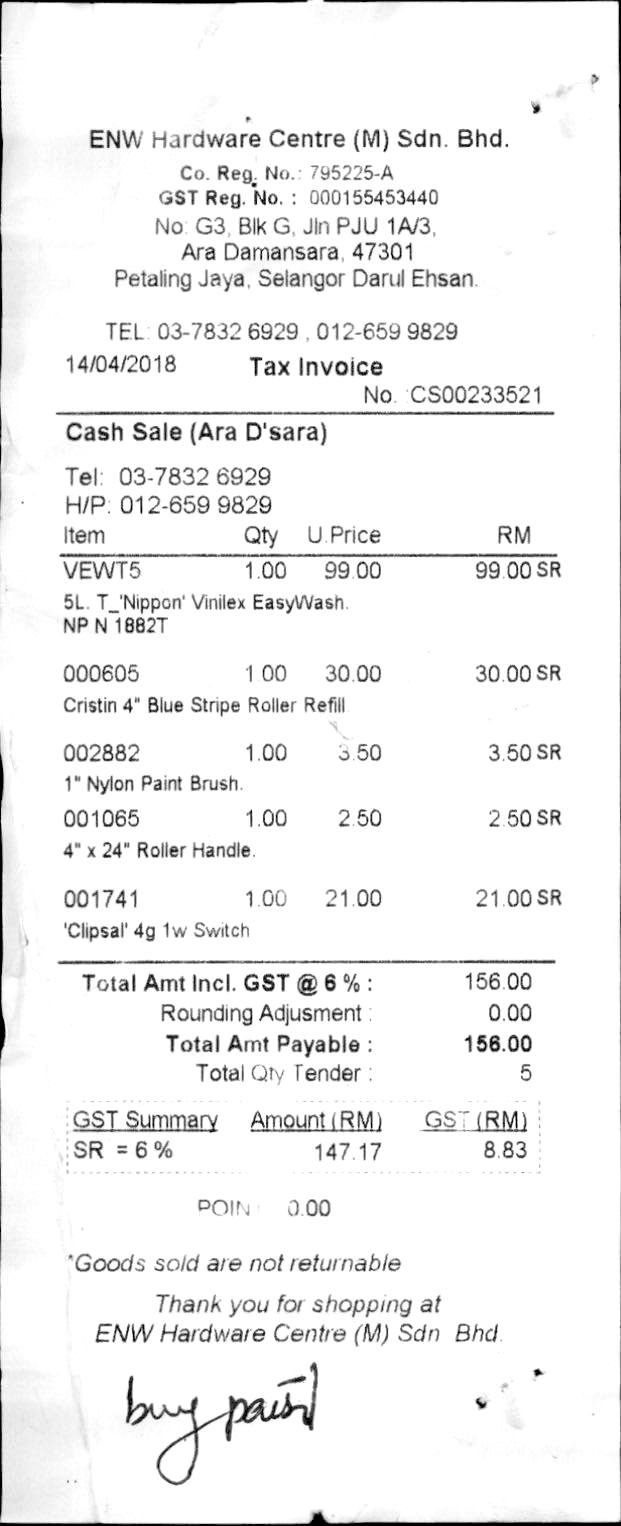 ENW Hardware Centre (M) Sdn. Bhd.
Co. Reg. No.: 795225-A
GST Reg. No. : 000155453440
No. G3, Blk G, Jln PJU 1A/3,
Ara Damansara, 47301
Petaling Jaya, Selangor Darul Ehsan.
TEL: 03-7832 6929 , 012-659 9829
14/04/2018 Tax Invoice
No. :CS00233521
Cash Sale (Ara D'sara)
Tel: 03-7832 6929
H/P: 012-659 9829
Item Qty U.Price RM
VEWT5 1.00 99.00 99.00 SR
5L. T_'Nippon' Vinilex EasyWash.
NP N 1882T
000605 1.00 30.00 30.00 SR
Cristin 4" Blue Stripe Roller Refill
002882 1.00 3.50 3.50 SR
1" Nylon Paint Brush.
001065 1.00 2.50 2.50 SR
4" x 24" Roller Handle.
001741 1.00 21.00 21.00 SR
'Clipsal' 4g 1w Switch
Total Amt Incl. GST @ 6 % : 156.00
Rounding Adjusment : 0.00
Total Amt Payable : 156.00
Total Qty Tender : 5
GST Summary Amount (RM) GST (RM)
SR = 6 % 147.17 8.83
POIN : 0.00
*Goods sold are not returnable
Thank you for shopping at
ENW Hardware Centre (M) Sdn Bhd.
buy